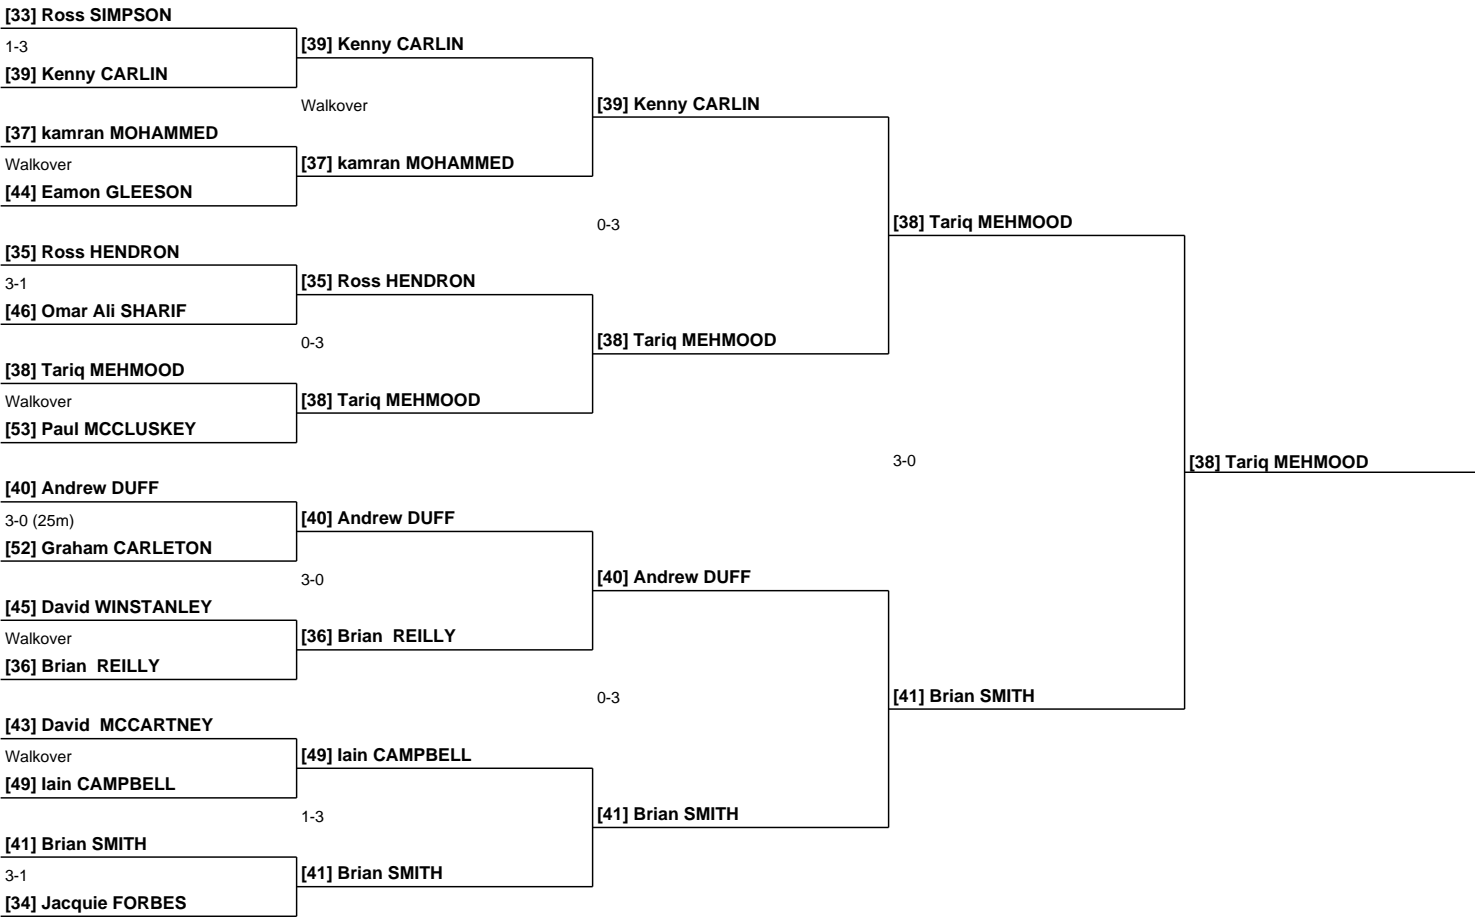 [33] Ross SIMPSON
1-3
[39] Kenny CARLIN
[39] Kenny CARLIN
Walkover
[39] Kenny CARLIN
[37] kamran MOHAMMED
Walkover
[37] kamran MOHAMMED
[44] Eamon GLEESON
0-3
[38] Tariq MEHMOOD
[35] Ross HENDRON
3-1
[35] Ross HENDRON
[46] Omar Ali SHARIF
0-3
[38] Tariq MEHMOOD
[38] Tariq MEHMOOD
Walkover
[38] Tariq MEHMOOD
[53] Paul MCCLUSKEY
3-0
[38] Tariq MEHMOOD
[40] Andrew DUFF
3-0 (25m)
[40] Andrew DUFF
[52] Graham CARLETON
3-0
[40] Andrew DUFF
[45] David WINSTANLEY
Walkover
[36] Brian  REILLY
[36] Brian  REILLY
0-3
[41] Brian SMITH
[43] David  MCCARTNEY
Walkover
[49] Iain CAMPBELL
[49] Iain CAMPBELL
1-3
[41] Brian SMITH
[41] Brian SMITH
3-1
[41] Brian SMITH
[34] Jacquie FORBES